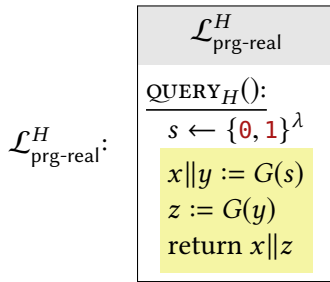 𝓛^H_prg-real:
𝓛^H_prg-real
QUERY_H():
s ← {0, 1}^λ
x‖y := G(s)
z := G(y)
return x‖z